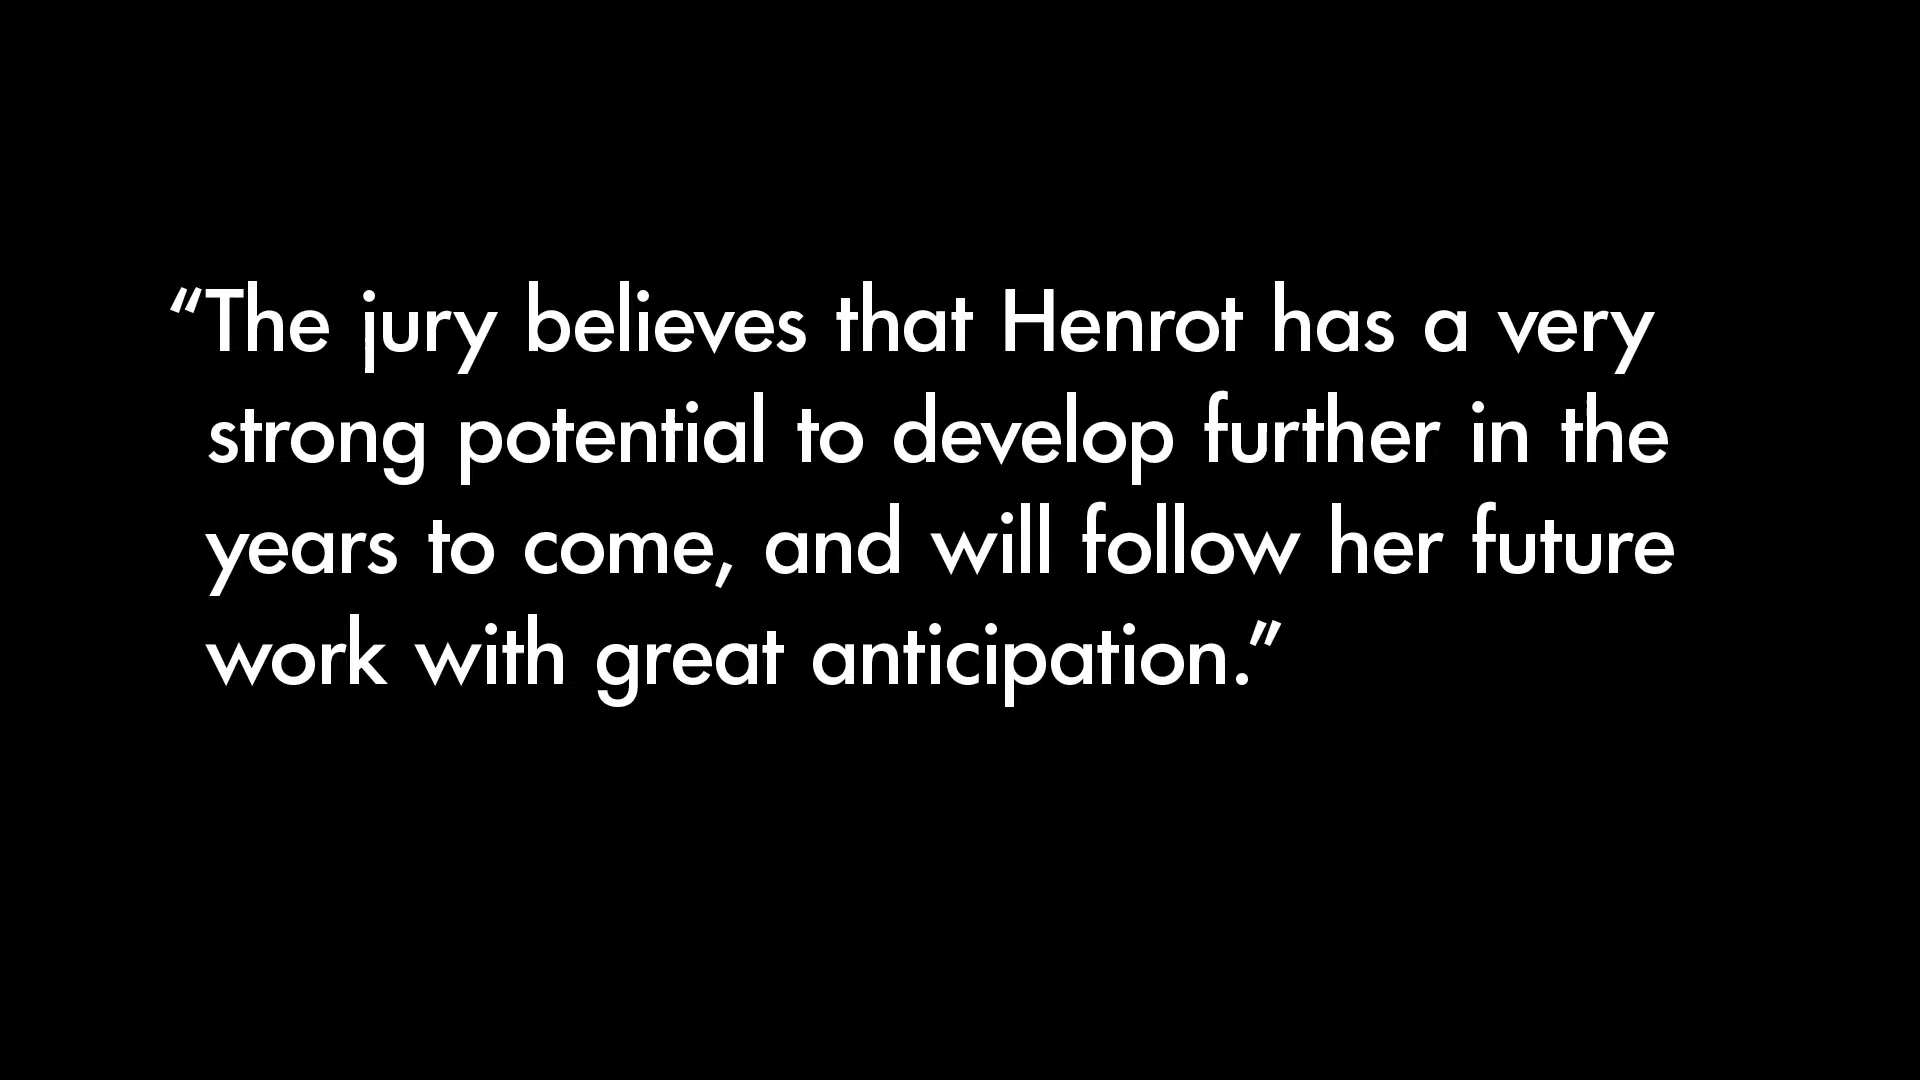 “The jury believes that Henrot has a very
strong potential to develop further in the
years to come, and will follow her future
work with great anticipation.”